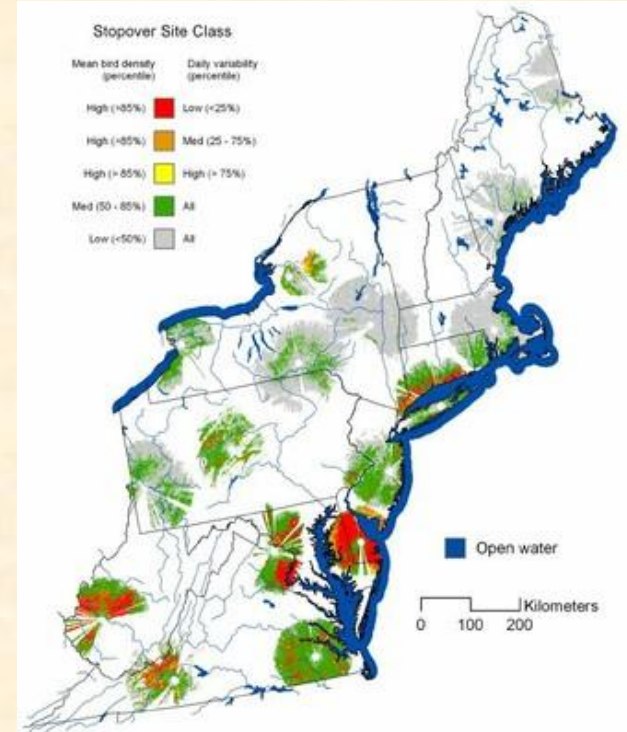 Stopover Site Class
Mean bird density Daily variability
(percentile) (percentile)
High (>85%) Low (<25%)
High (>85%) Med (25 - 75%)
High (> 85%) High (> 75%)
Med (50 - 85%) All
Low (<50%) All
Open water
Kilometers
0 100 200